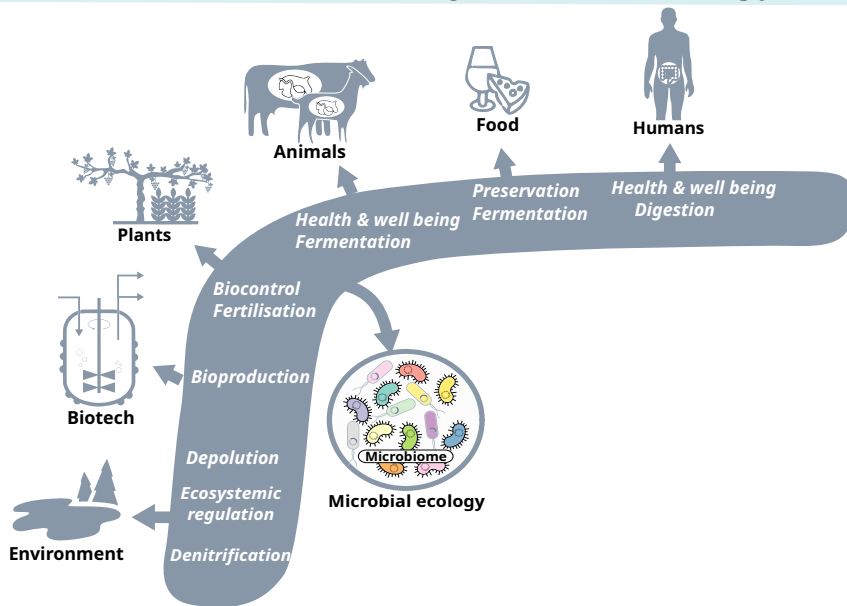 Food
Humans
Animals
Preservation
Fermentation
Health & well being
Digestion
Health & well being
Fermentation
Plants
Biocontrol
Fertilisation
Bioproduction
Biotech
Microbiome
Microbial ecology
Depolution
Ecosystemic
regulation
Environment
Denitrification